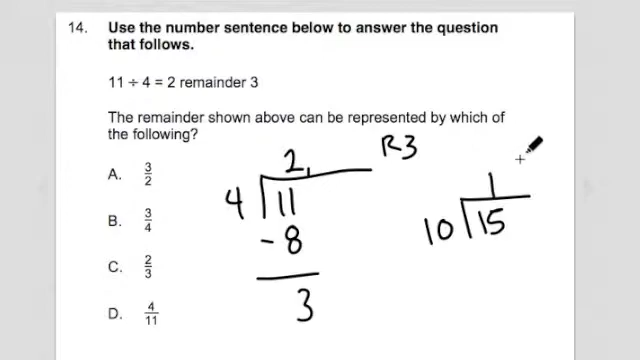 14. Use the number sentence below to answer the question
that follows.
11 ÷ 4 = 2 remainder 3
The remainder shown above can be represented by which of
the following?
A. 3/2
B. 3/4
C. 2/3
D. 4/11
2 R3
4 11
- 8
3
1
10 15